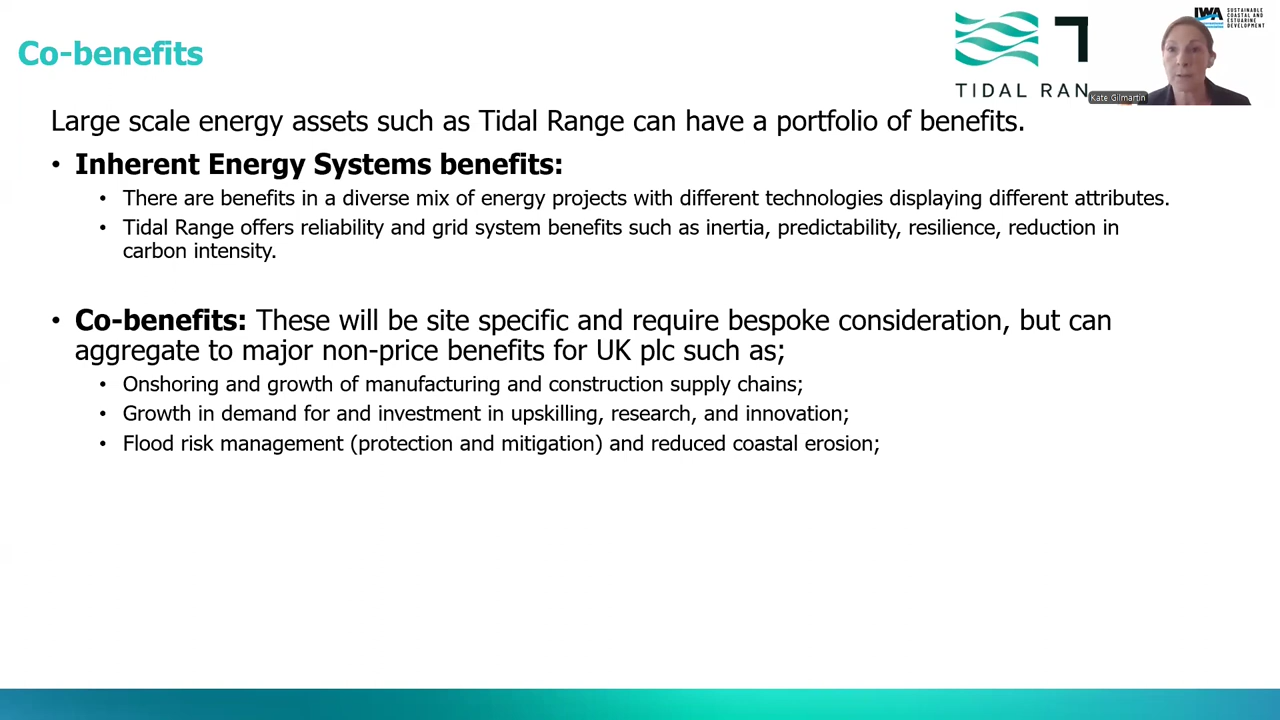 Co-benefits
TIDAL RAN
Kate Gilmartin
IWA
SUSTAINABLE
COASTAL AND
ESTUARINE
DEVELOPMENT
Large scale energy assets such as Tidal Range can have a portfolio of benefits.
• Inherent Energy Systems benefits:
• There are benefits in a diverse mix of energy projects with different technologies displaying different attributes.
• Tidal Range offers reliability and grid system benefits such as inertia, predictability, resilience, reduction in
carbon intensity.
• Co-benefits: These will be site specific and require bespoke consideration, but can
aggregate to major non-price benefits for UK plc such as;
• Onshoring and growth of manufacturing and construction supply chains;
• Growth in demand for and investment in upskilling, research, and innovation;
• Flood risk management (protection and mitigation) and reduced coastal erosion;